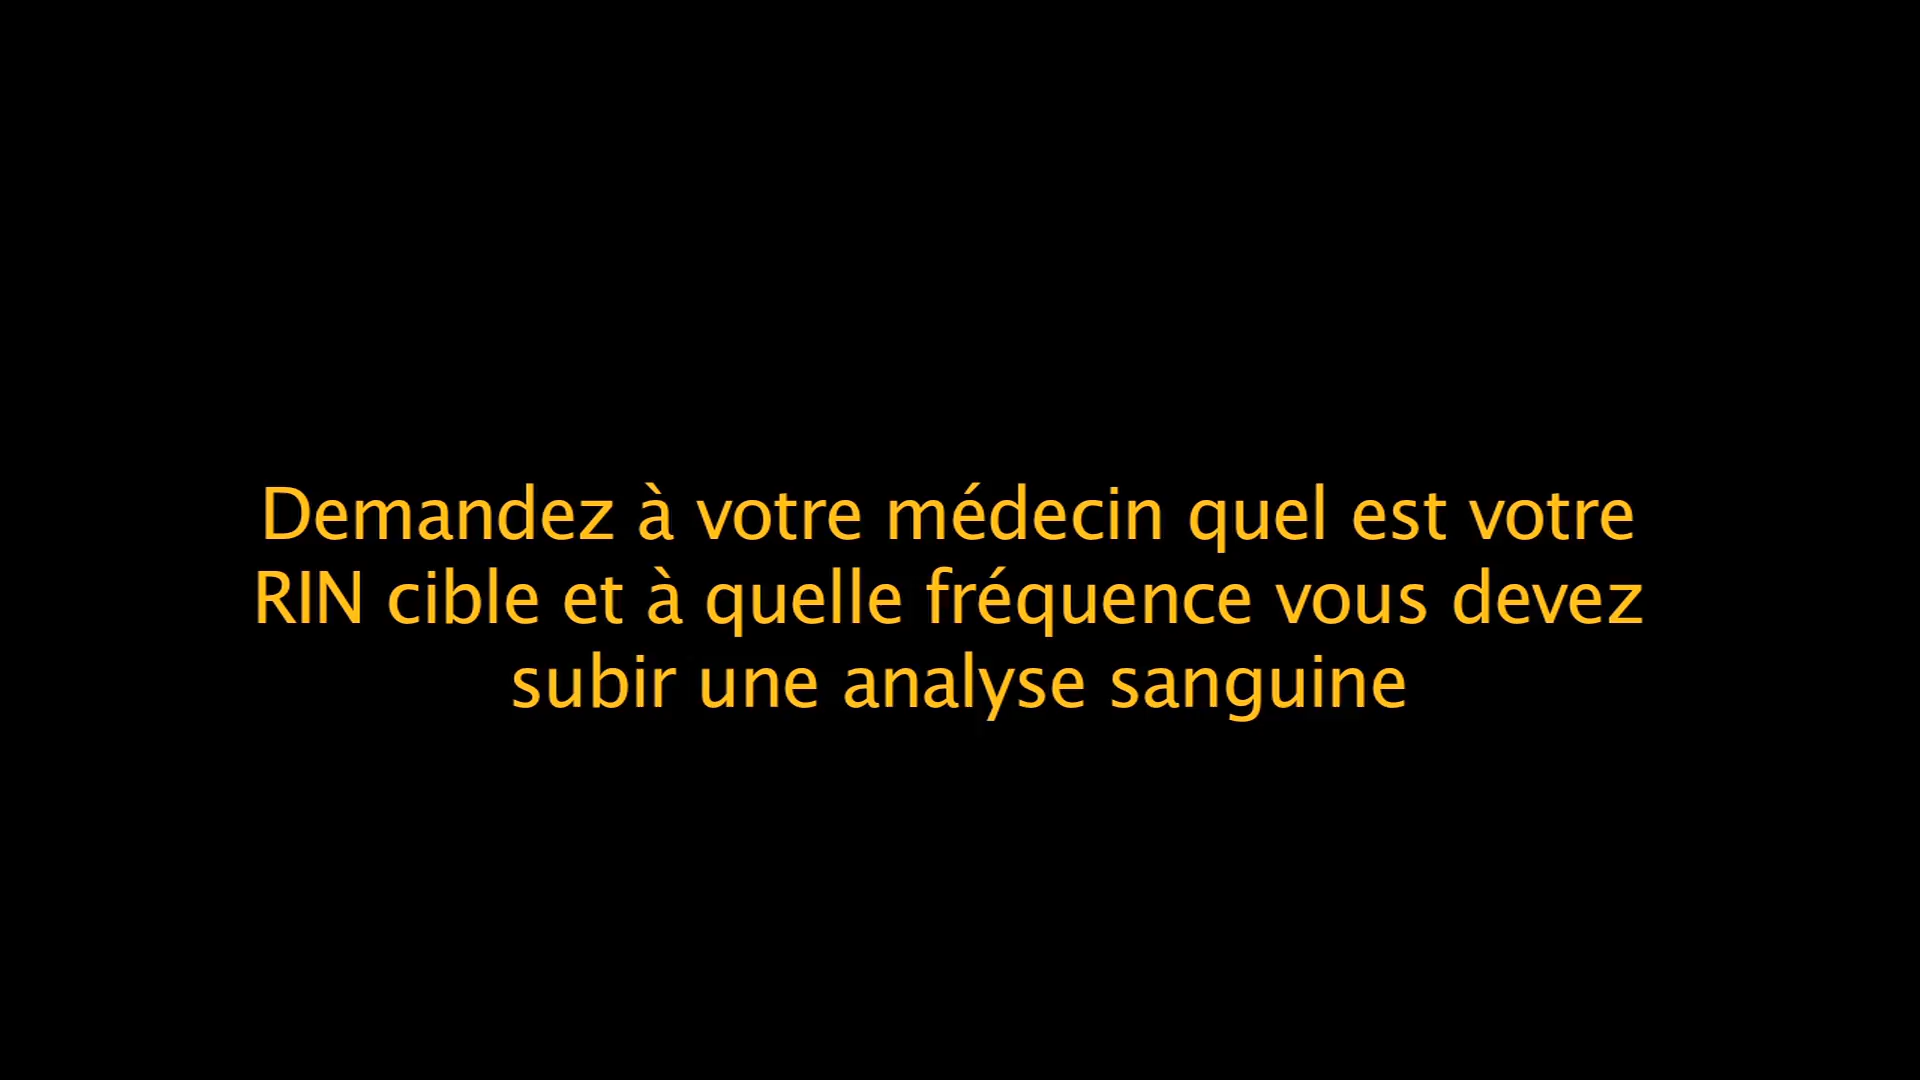 Demandez à votre médecin quel est votre
RIN cible et à quelle fréquence vous devez
subir une analyse sanguine